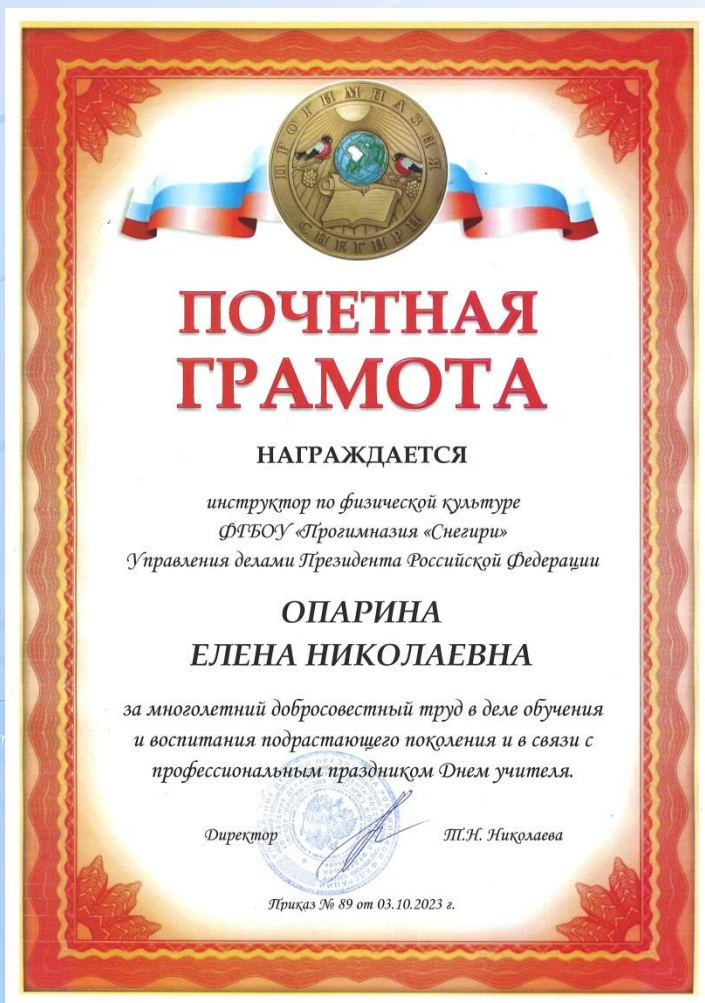 ПРОГИМНАЗИЯ
СНЕГИРИ
ПОЧЕТНАЯ
ГРАМОТА
НАГРАЖДАЕТСЯ
инструктор по физической культуре
ФГБОУ «Прогимназия «Снегири»
Управления делами Президента Российской Федерации
ОПАРИНА
ЕЛЕНА НИКОЛАЕВНА
за многолетний добросовестный труд в деле обучения
и воспитания подрастающего поколения и в связи с
профессиональным праздником Днем учителя.
Директор Т.Н. Николаева
Приказ № 89 от 03.10.2023 г.